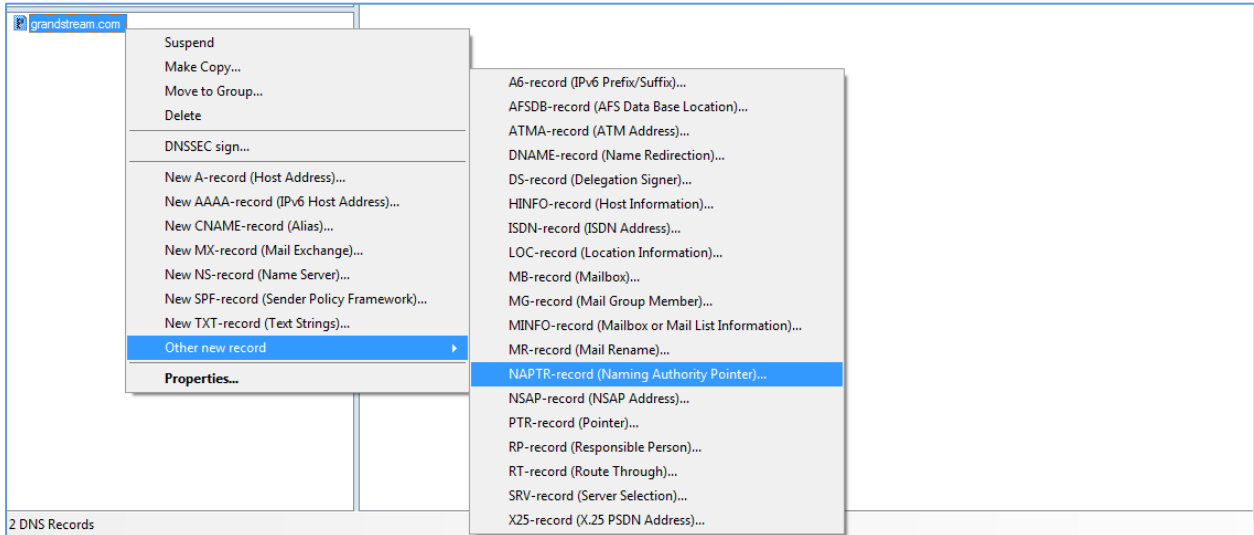 grandstream.com
Suspend
Make Copy...
Move to Group...
Delete
DNSSEC sign...
New A-record (Host Address)...
New AAAA-record (IPv6 Host Address)...
New CNAME-record (Alias)...
New MX-record (Mail Exchange)...
New NS-record (Name Server)...
New SPF-record (Sender Policy Framework)...
New TXT-record (Text Strings)...
Other new record
Properties...
A6-record (IPv6 Prefix/Suffix)...
AFSDB-record (AFS Data Base Location)...
ATMA-record (ATM Address)...
DNAME-record (Name Redirection)...
DS-record (Delegation Signer)...
HINFO-record (Host Information)...
ISDN-record (ISDN Address)...
LOC-record (Location Information)...
MB-record (Mailbox)...
MG-record (Mail Group Member)...
MINFO-record (Mailbox or Mail List Information)...
MR-record (Mail Rename)...
NAPTR-record (Naming Authority Pointer)...
NSAP-record (NSAP Address)...
PTR-record (Pointer)...
RP-record (Responsible Person)...
RT-record (Route Through)...
SRV-record (Server Selection)...
X25-record (X.25 PSDN Address)...
2 DNS Records